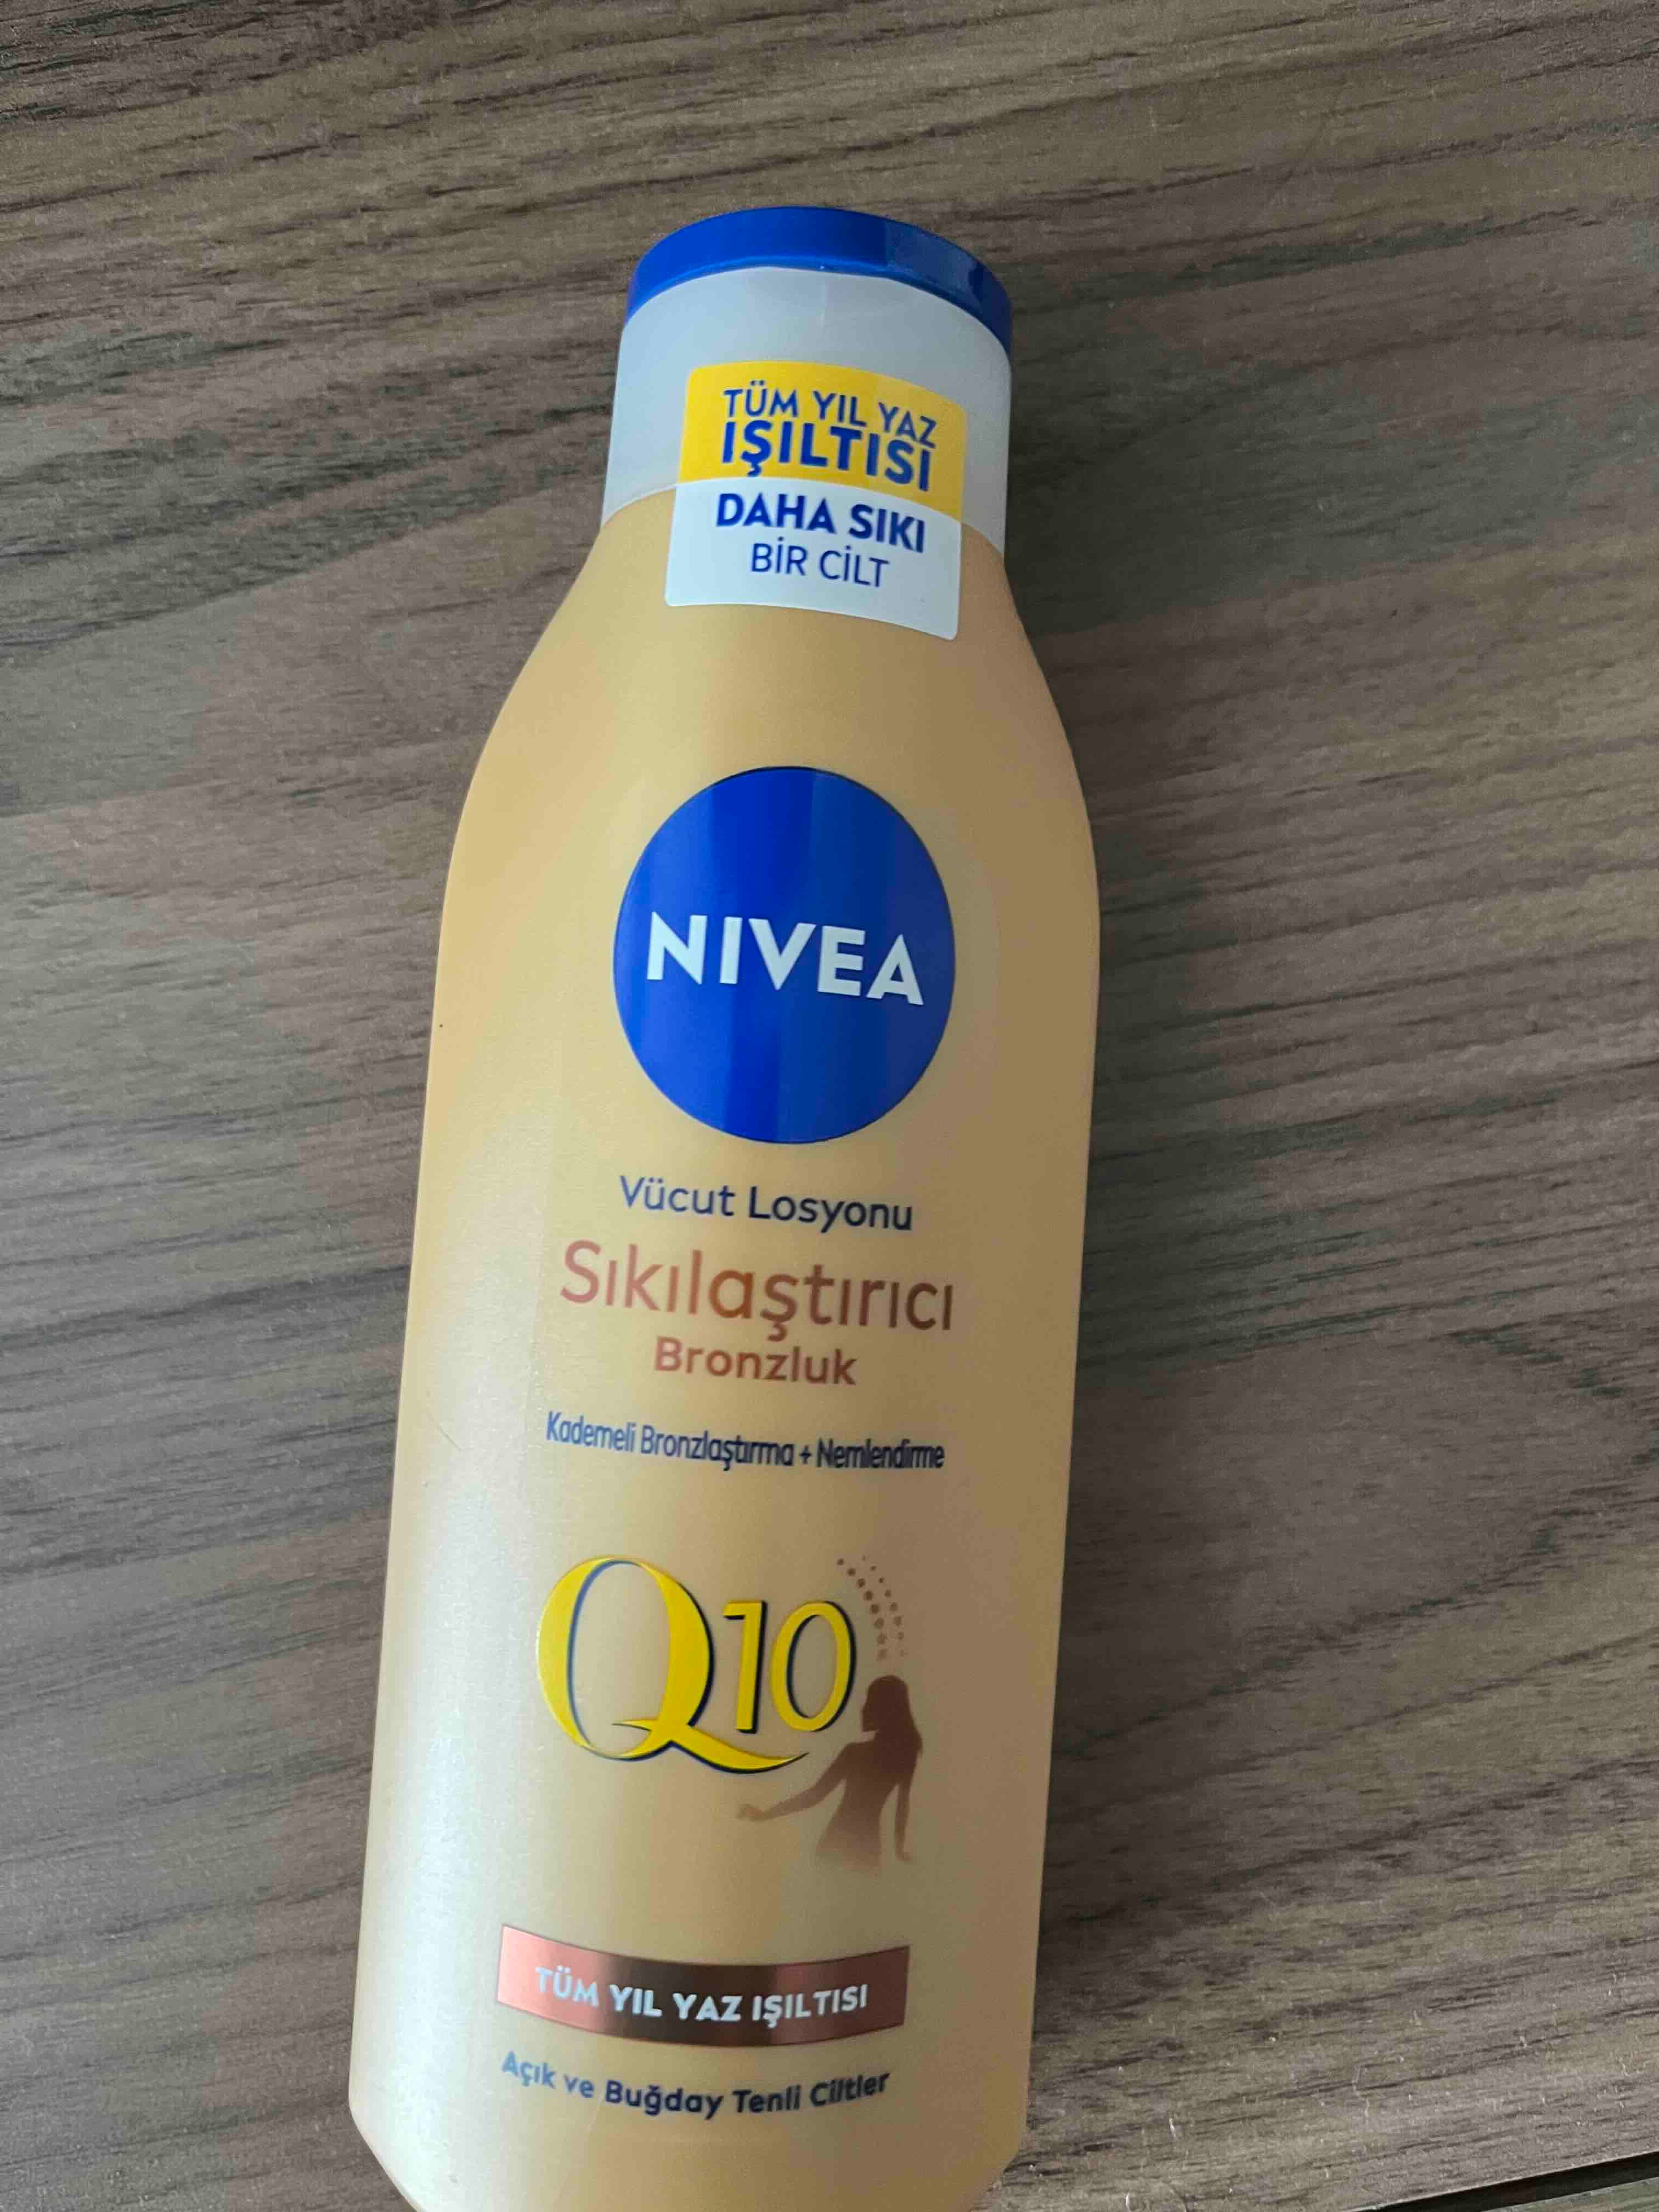 TÜM YIL YAZ
IŞILTISI
DAHA SIKI
BİR CİLT
NIVEA
Vücut Losyonu
Sıkılaştırıcı
Bronzluk
Kademeli Bronzlaştırma + Nemlendirme
Q10
TÜM YIL YAZ IŞILTISI
Açık ve Buğday Tenli Ciltler